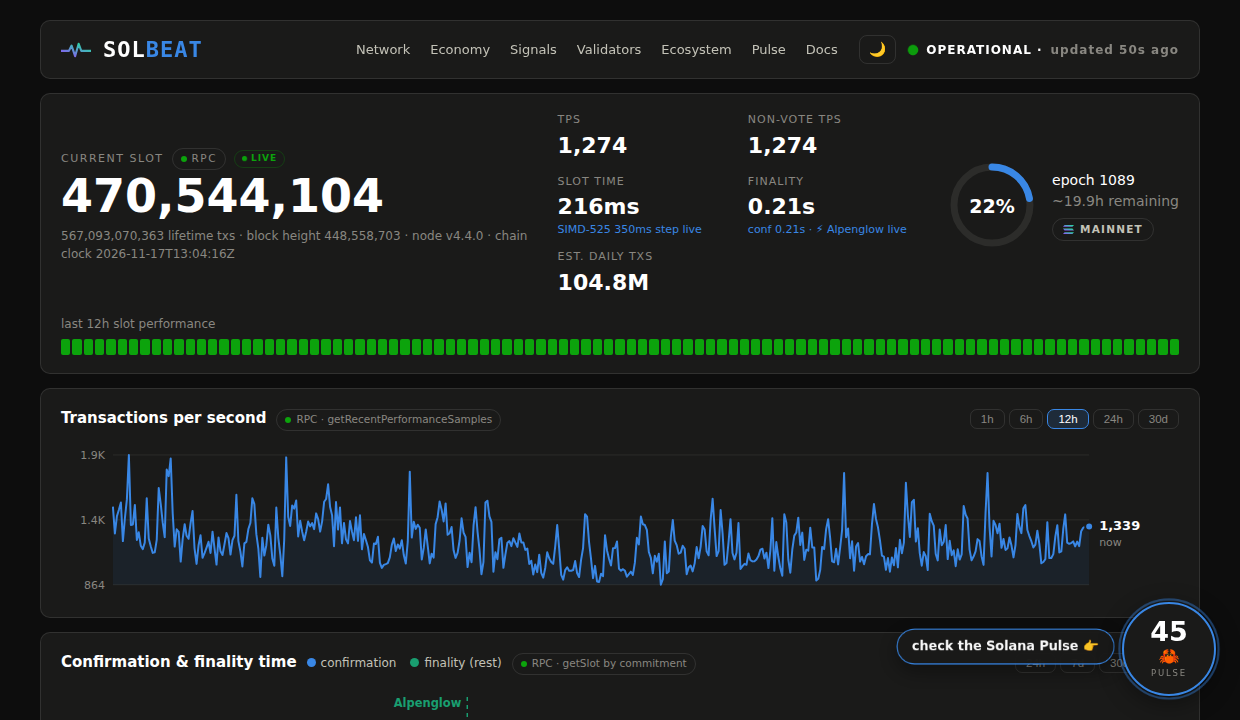 SOLBEAT
Network Economy Signals Validators Ecosystem Pulse Docs
OPERATIONAL · updated 50s ago
CURRENT SLOT RPC LIVE
470,544,104
567,093,070,363 lifetime txs · block height 448,558,703 · node v4.4.0 · chain
clock 2026-11-17T13:04:16Z
TPS
1,274
NON-VOTE TPS
1,274
SLOT TIME
216ms
SIMD-525 350ms step live
FINALITY
0.21s
conf 0.21s · ⚡ Alpenglow live
EST. DAILY TXS
104.8M
22%
epoch 1089
~19.9h remaining
MAINNET
last 12h slot performance
Transactions per second RPC · getRecentPerformanceSamples
1h 6h 12h 24h 30d
1.9K
1.4K
864
1,339
now
Confirmation & finality time confirmation finality (rest) RPC · getSlot by commitment
Alpenglow
check the Solana Pulse 👉
45
PULSE